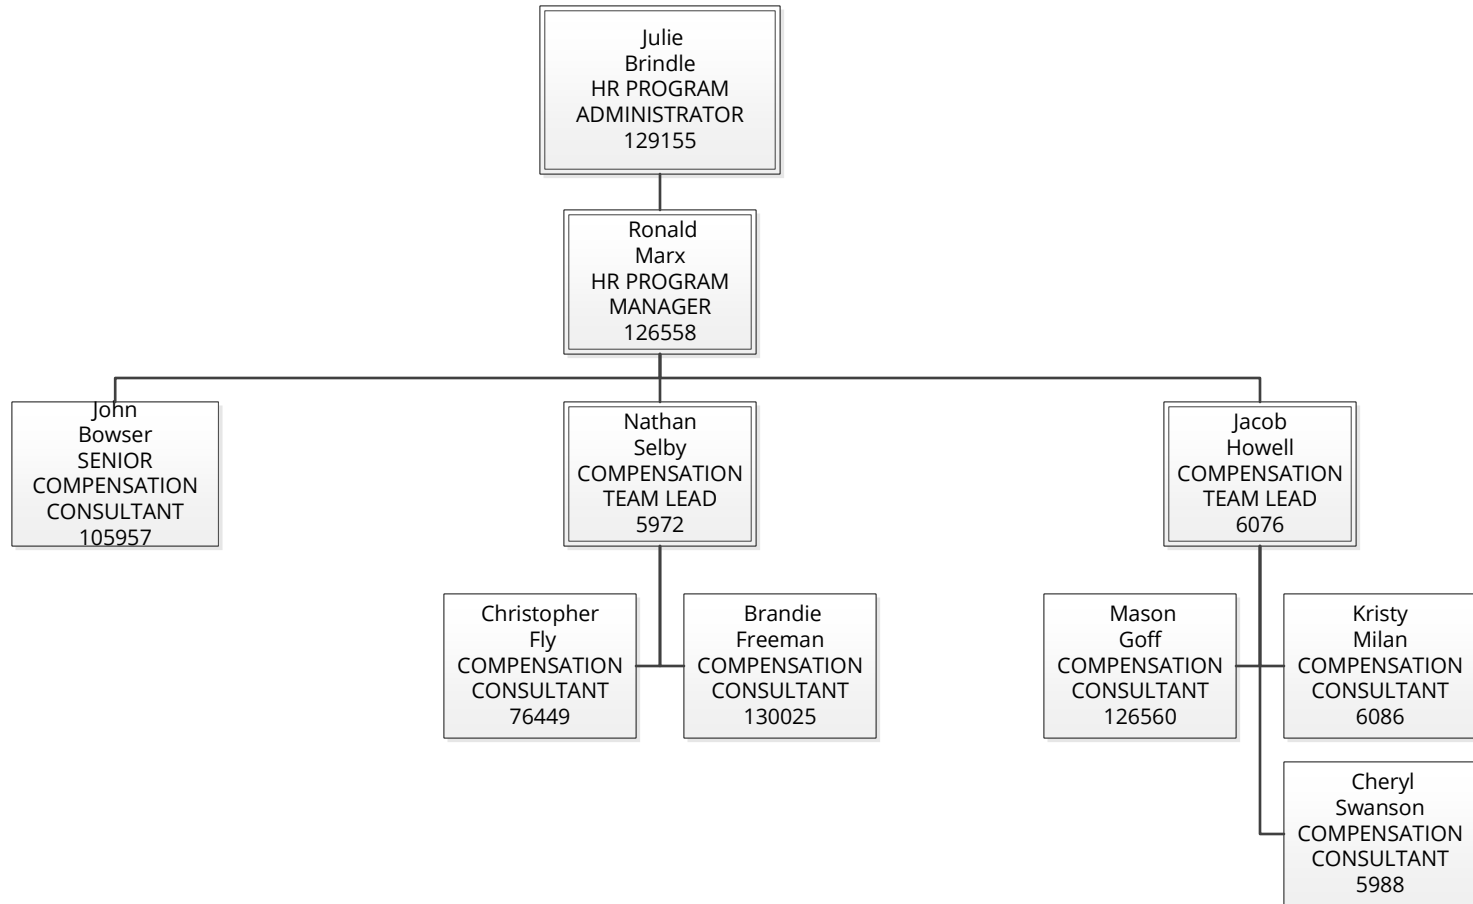 Julie
Brindle
HR PROGRAM
ADMINISTRATOR
129155
Ronald
Marx
HR PROGRAM
MANAGER
126558
John
Bowser
SENIOR
COMPENSATION
CONSULTANT
105957
Nathan
Selby
COMPENSATION
TEAM LEAD
5972
Jacob
Howell
COMPENSATION
TEAM LEAD
6076
Christopher
Fly
COMPENSATION
CONSULTANT
76449
Brandie
Freeman
COMPENSATION
CONSULTANT
130025
Mason
Goff
COMPENSATION
CONSULTANT
126560
Kristy
Milan
COMPENSATION
CONSULTANT
6086
Cheryl
Swanson
COMPENSATION
CONSULTANT
5988